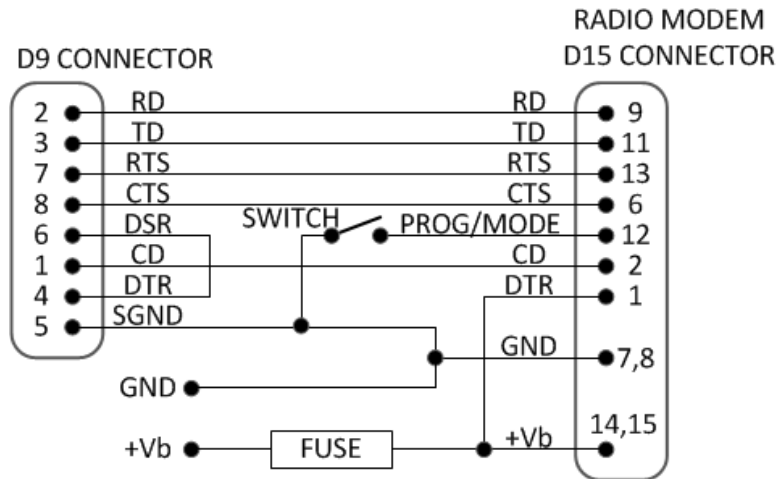 RADIO MODEM
D9 CONNECTOR D15 CONNECTOR
2 RD RD 9
3 TD TD 11
7 RTS RTS 13
8 CTS CTS 6
6 DSR SWITCH PROG/MODE 12
1 CD CD 2
4 DTR DTR 1
5 SGND
GND 7,8
GND
14,15
+Vb FUSE +Vb